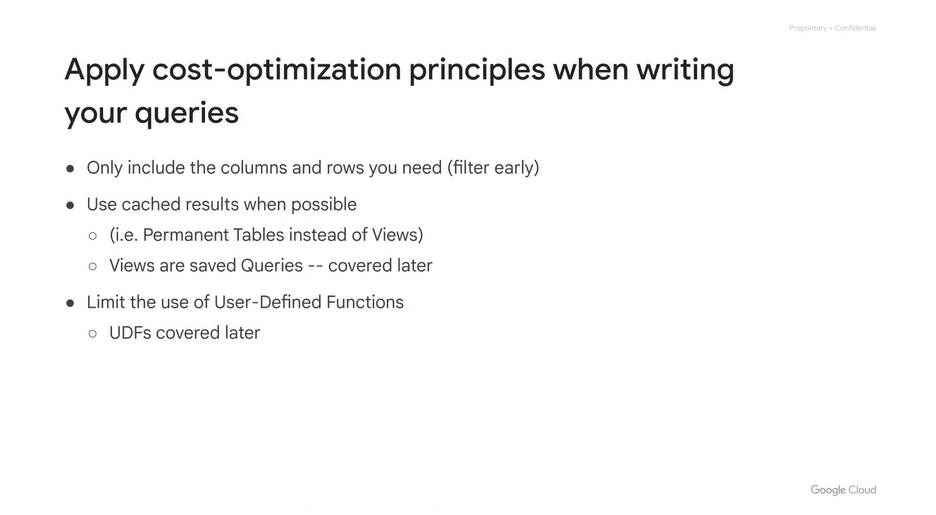 Proprietary + Confidential
Apply cost-optimization principles when writing
your queries
● Only include the columns and rows you need (filter early)
● Use cached results when possible
○ (i.e. Permanent Tables instead of Views)
○ Views are saved Queries -- covered later
● Limit the use of User-Defined Functions
○ UDFs covered later
Google Cloud